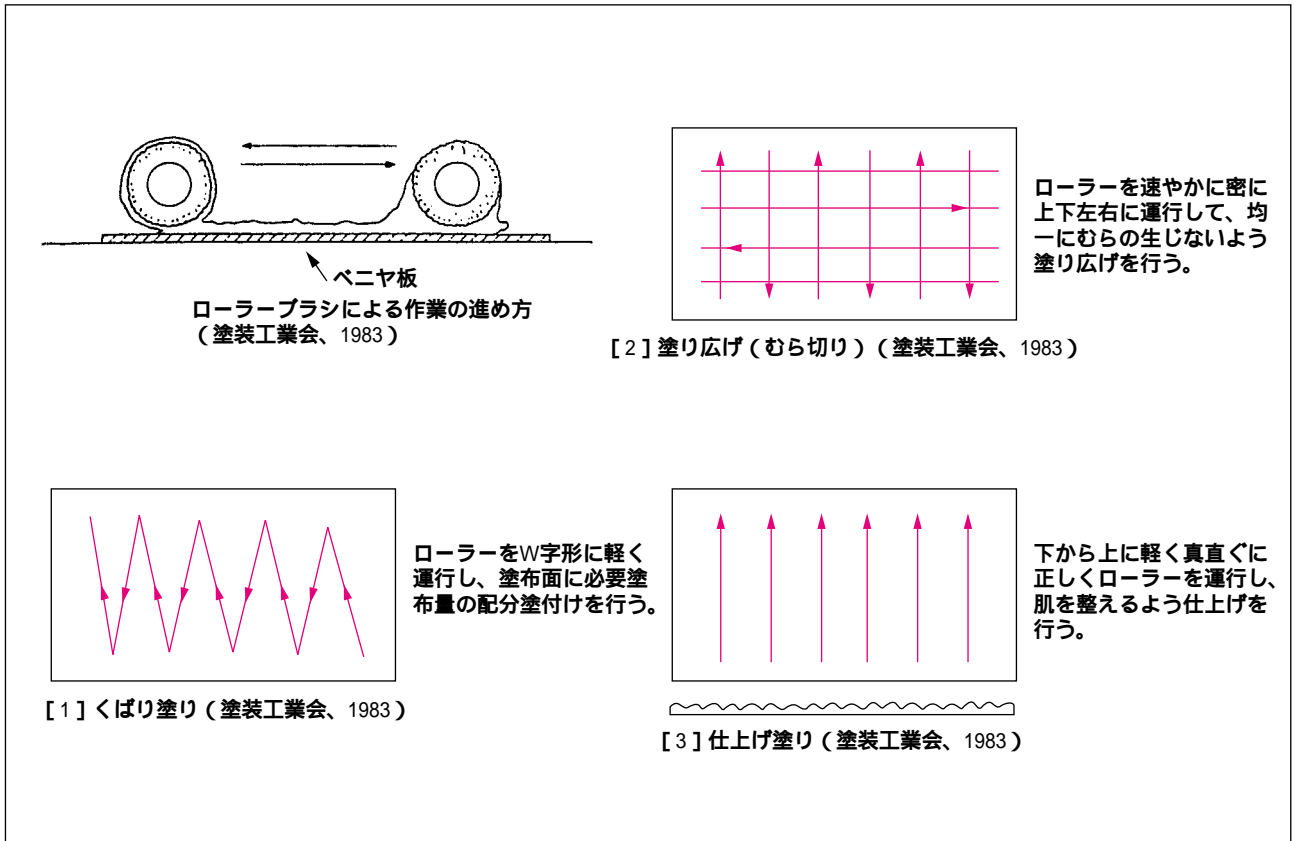 ベニヤ板
ローラーブラシによる作業の進め方
（塗装工業会、1983）
ローラーを速やかに密に
上下左右に運行して、均
一にむらの生じないよう
塗り広げを行う。
［2］塗り広げ（むら切り）（塗装工業会、1983）
ローラーをW字形に軽く
運行し、塗布面に必要塗
布量の配分塗付けを行う。
［1］くばり塗り（塗装工業会、1983）
下から上に軽く真直ぐに
正しくローラーを運行し、
肌を整えるよう仕上げを
行う。
［3］仕上げ塗り（塗装工業会、1983）